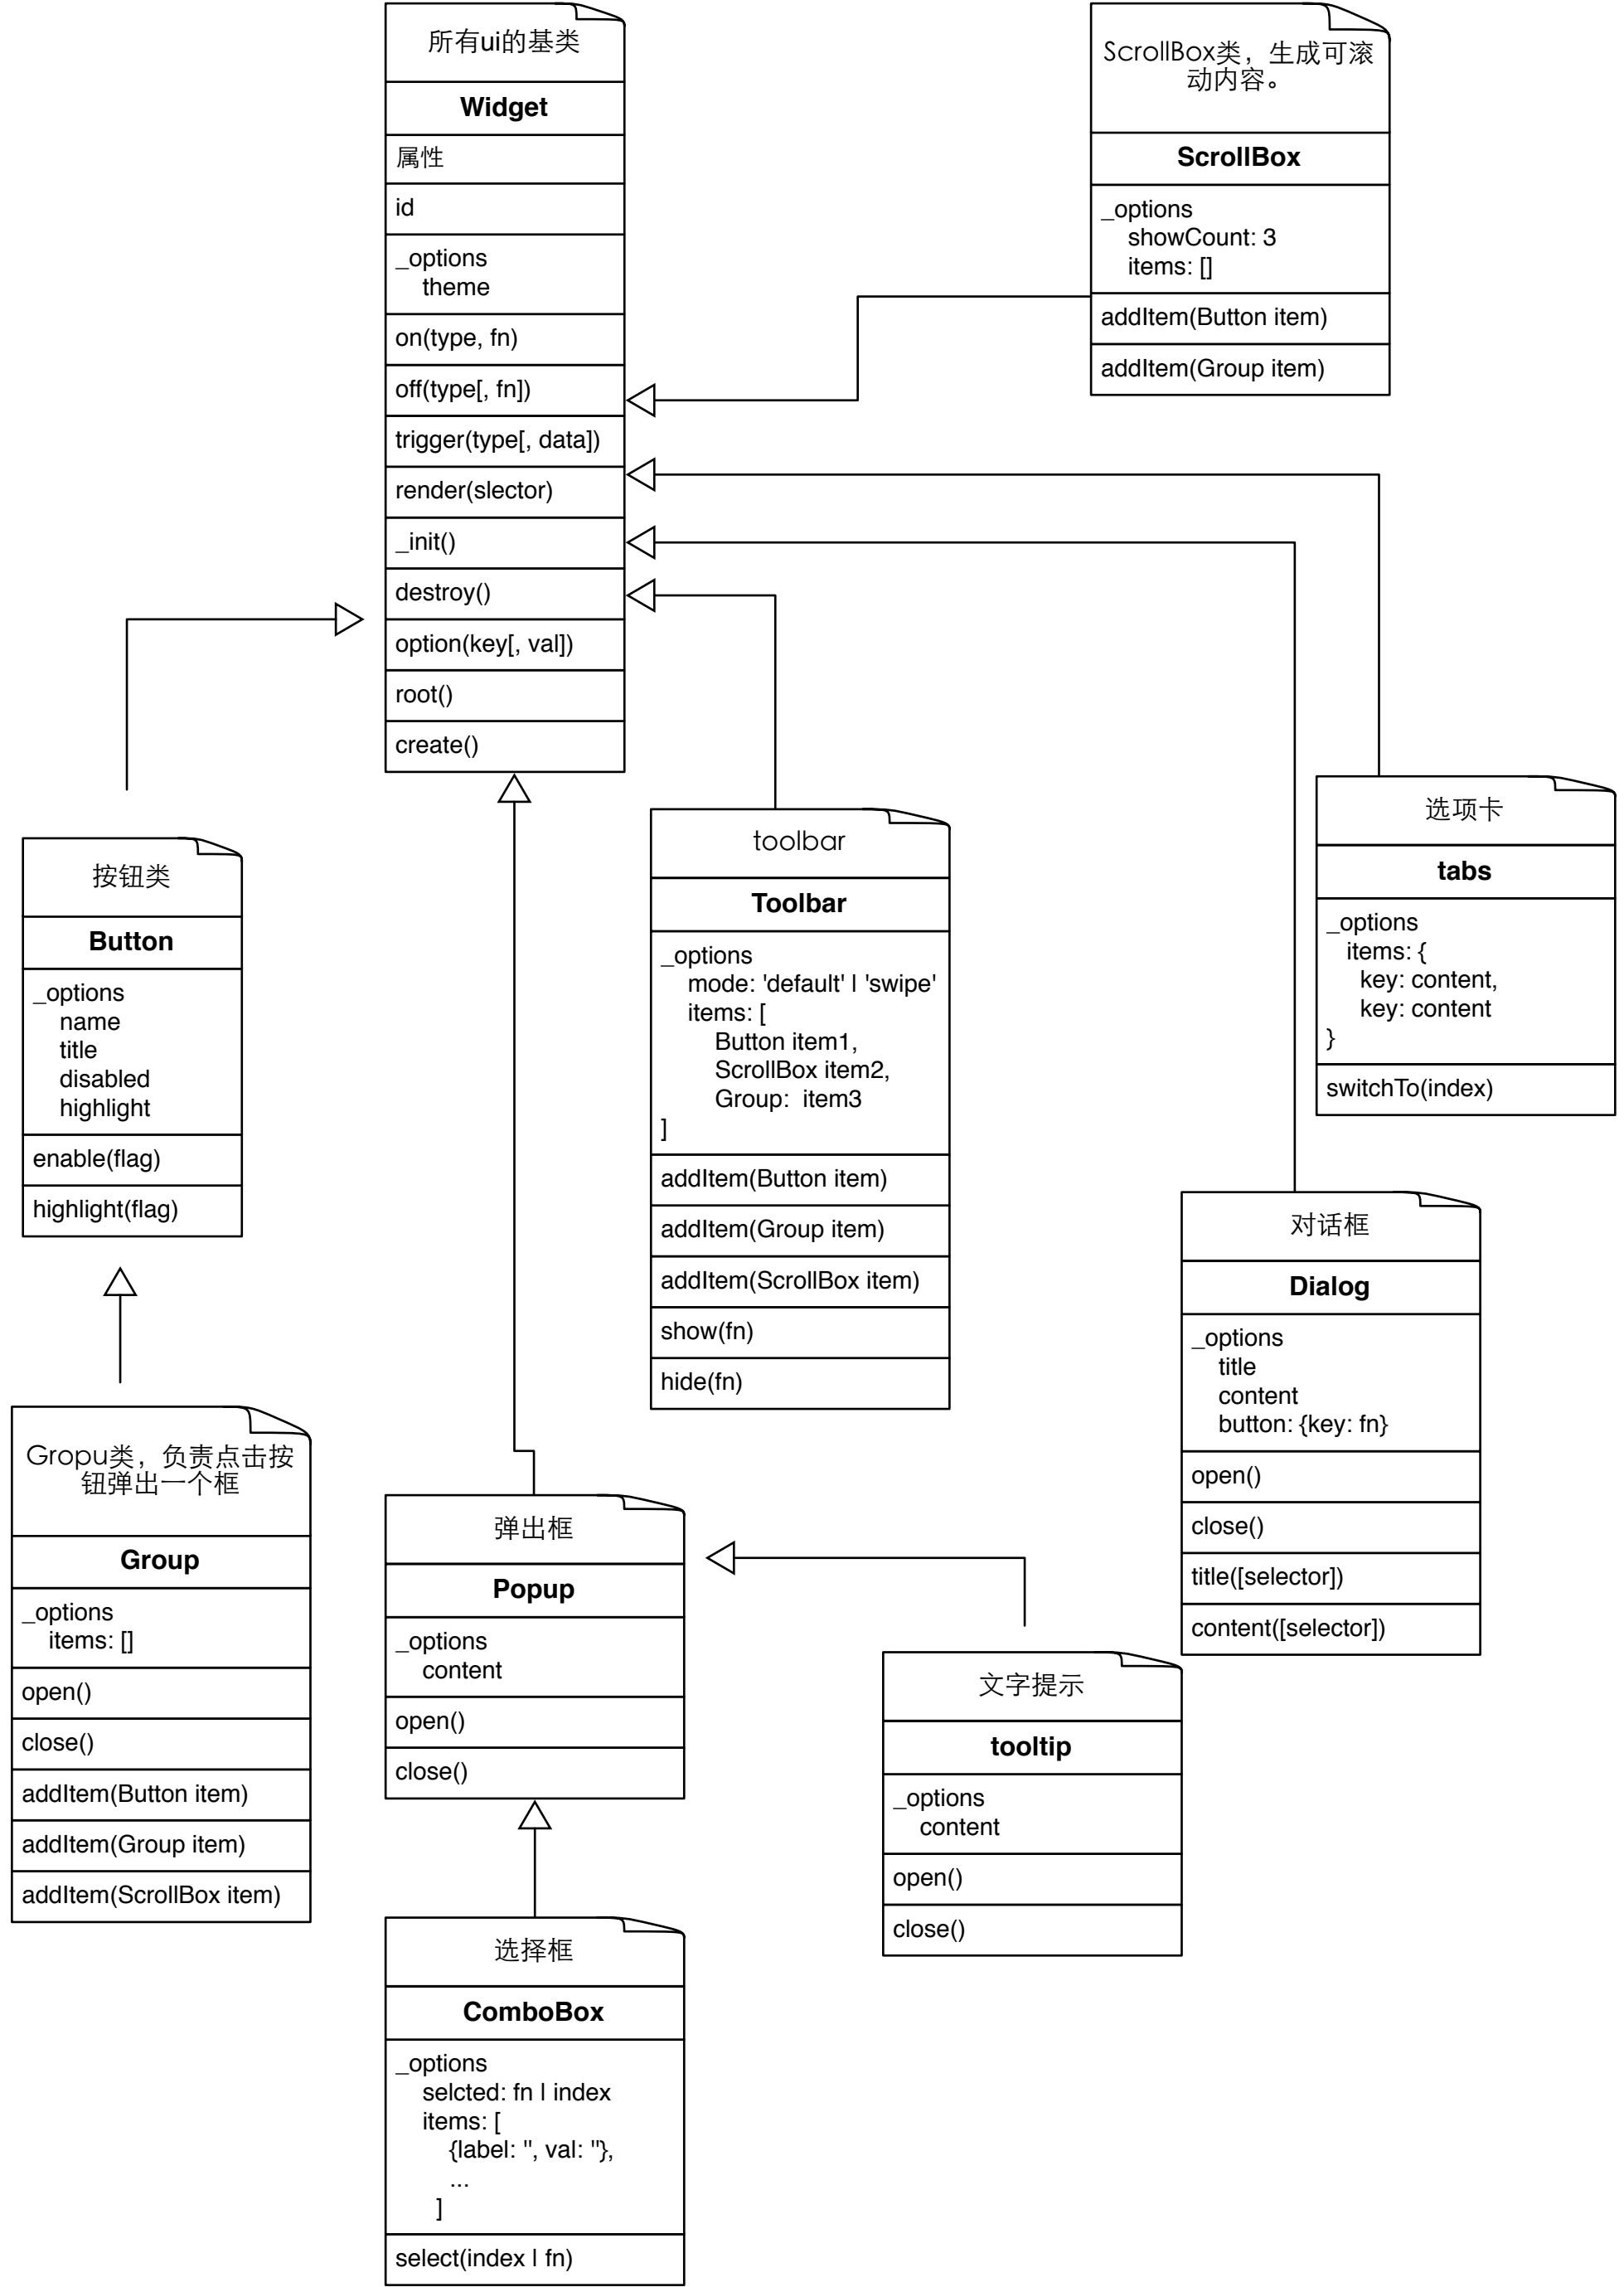 所有ui的基类
Widget
属性
id
_options
theme
on(type, fn)
off(type[, fn])
trigger(type[, data])
render(slector)
_init()
destroy()
option(key[, val])
root()
create()
ScrollBox类，生成可滚
动内容。
ScrollBox
_options
showCount: 3
items: []
addItem(Button item)
addItem(Group item)
按钮类
Button
_options
name
title
disabled
highlight
enable(flag)
highlight(flag)
toolbar
Toolbar
_options
mode: 'default' | 'swipe'
items: [
Button item1,
ScrollBox item2,
Group:  item3
]
addItem(Button item)
addItem(Group item)
addItem(ScrollBox item)
show(fn)
hide(fn)
选项卡
tabs
_options
items: {
key: content,
key: content
}
switchTo(index)
对话框
Dialog
_options
title
content
button: {key: fn}
open()
close()
title([selector])
content([selector])
Gropu类，负责点击按
钮弹出一个框
Group
_options
items: []
open()
close()
addItem(Button item)
addItem(Group item)
addItem(ScrollBox item)
弹出框
Popup
_options
content
open()
close()
文字提示
tooltip
_options
content
open()
close()
选择框
ComboBox
_options
selcted: fn | index
items: [
{label: '', val: ''},
...
]
select(index | fn)